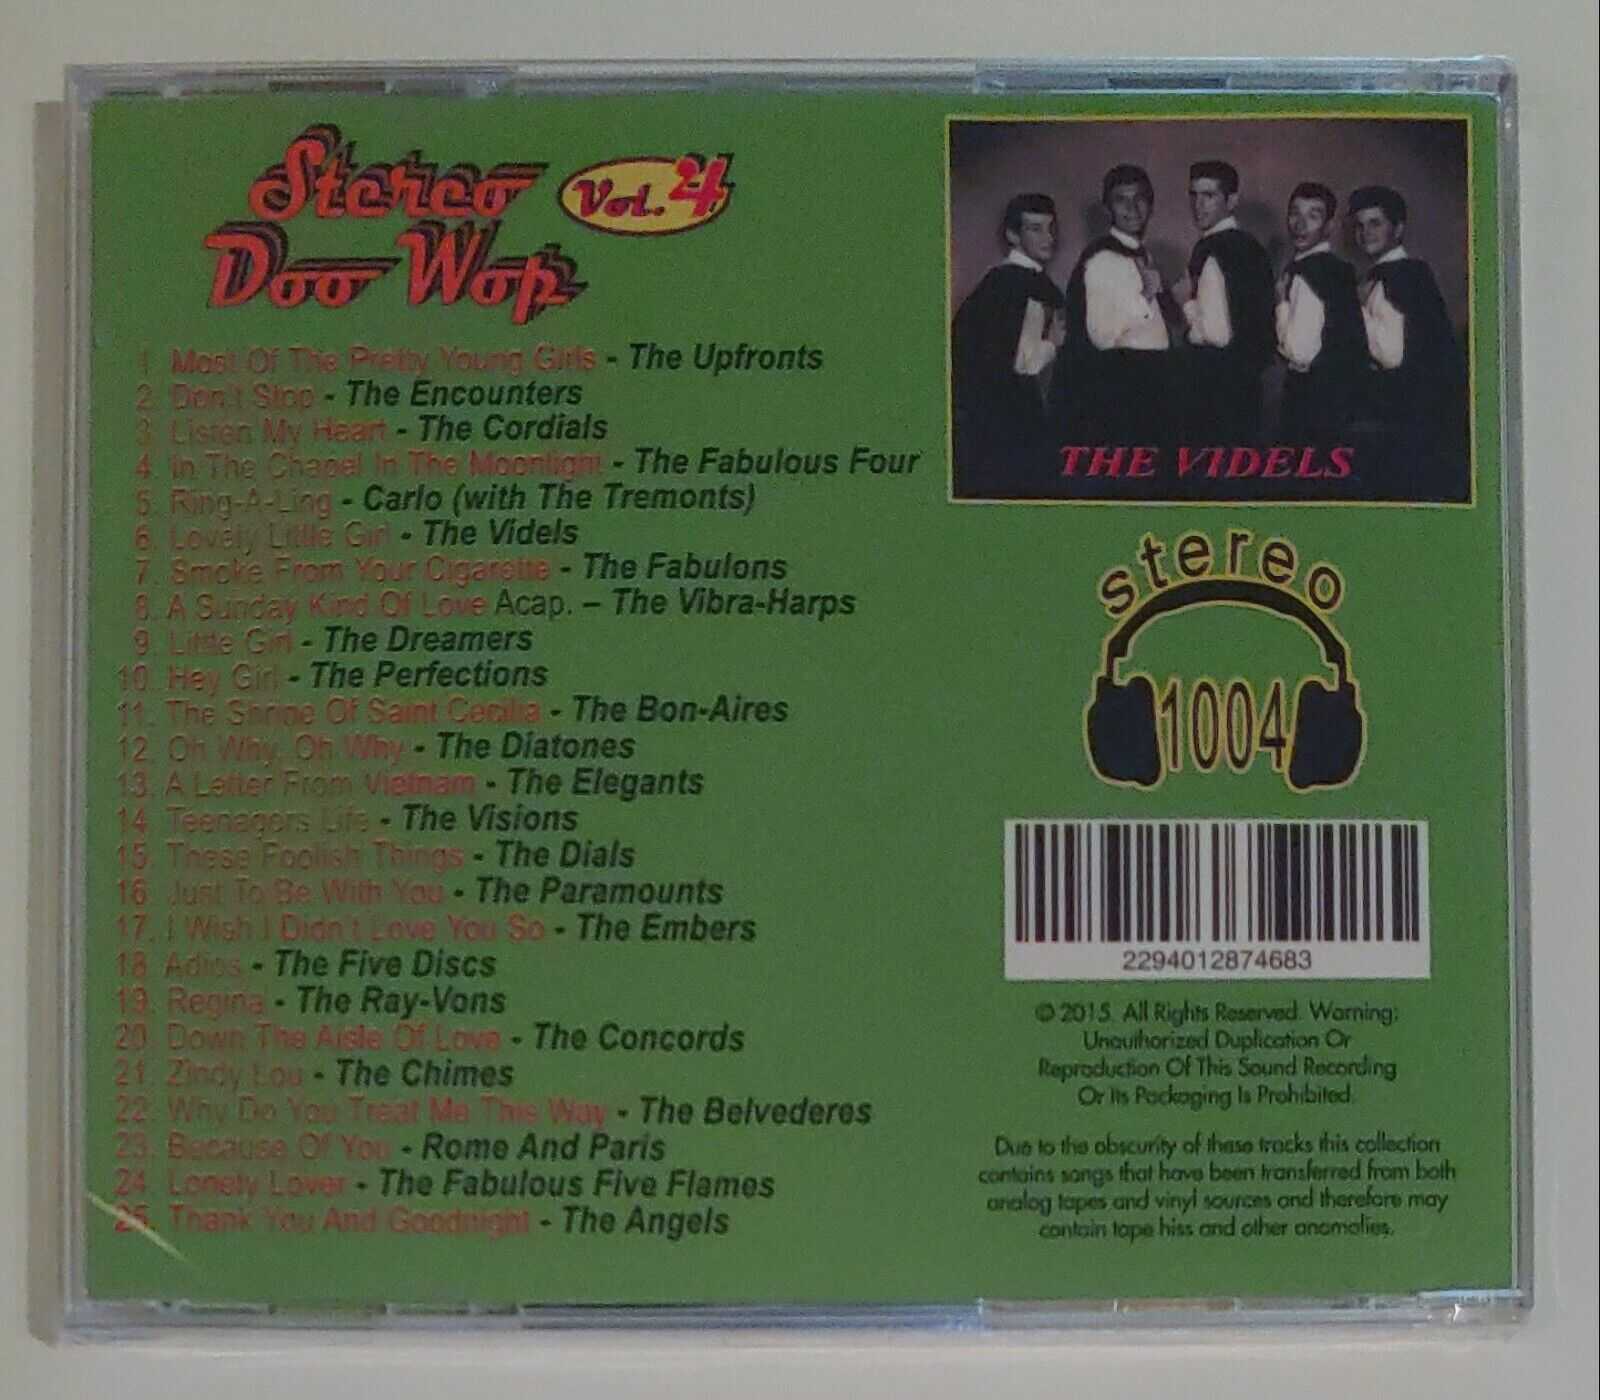 Stereo Vol. 4
Doo Wop
1. Most Of The Pretty Young Girls - The Upfronts
2. Don't Stop - The Encounters
3. Listen My Heart - The Cordials
4. In The Chapel In The Moonlight - The Fabulous Four
5. Ring-A-Ling - Carlo (with The Tremonts)
6. Lovely Little Girl - The Videls
7. Smoke From Your Cigarette - The Fabulons
8. A Sunday Kind Of Love Acap. – The Vibra-Harps
9. Little Girl - The Dreamers
10. Hey Girl - The Perfections
11. The Shrine Of Saint Cecilia - The Bon-Aires
12. Oh Why, Oh Why - The Diatones
13. A Letter From Vietnam - The Elegants
14. Teenagers Life - The Visions
15. These Foolish Things - The Dials
16. Just To Be With You - The Paramounts
17. I Wish I Didn't Love You So - The Embers
18. Adios - The Five Discs
19. Regina - The Ray-Vons
20. Down The Aisle Of Love - The Concords
21. Zindy Lou - The Chimes
22. Why Do You Treat Me This Way - The Belvederes
23. Because Of You - Rome And Paris
24. Lonely Lover - The Fabulous Five Flames
25. Thank You And Goodnight - The Angels
THE VIDELS
stereo
1004
2294012874683
© 2015. All Rights Reserved. Warning:
Unauthorized Duplication Or
Reproduction Of This Sound Recording
Or Its Packaging Is Prohibited.
Due to the obscurity of these tracks this collection
contains songs that have been transferred from both
analog tapes and vinyl sources and therefore may
contain tape hiss and other anomalies.